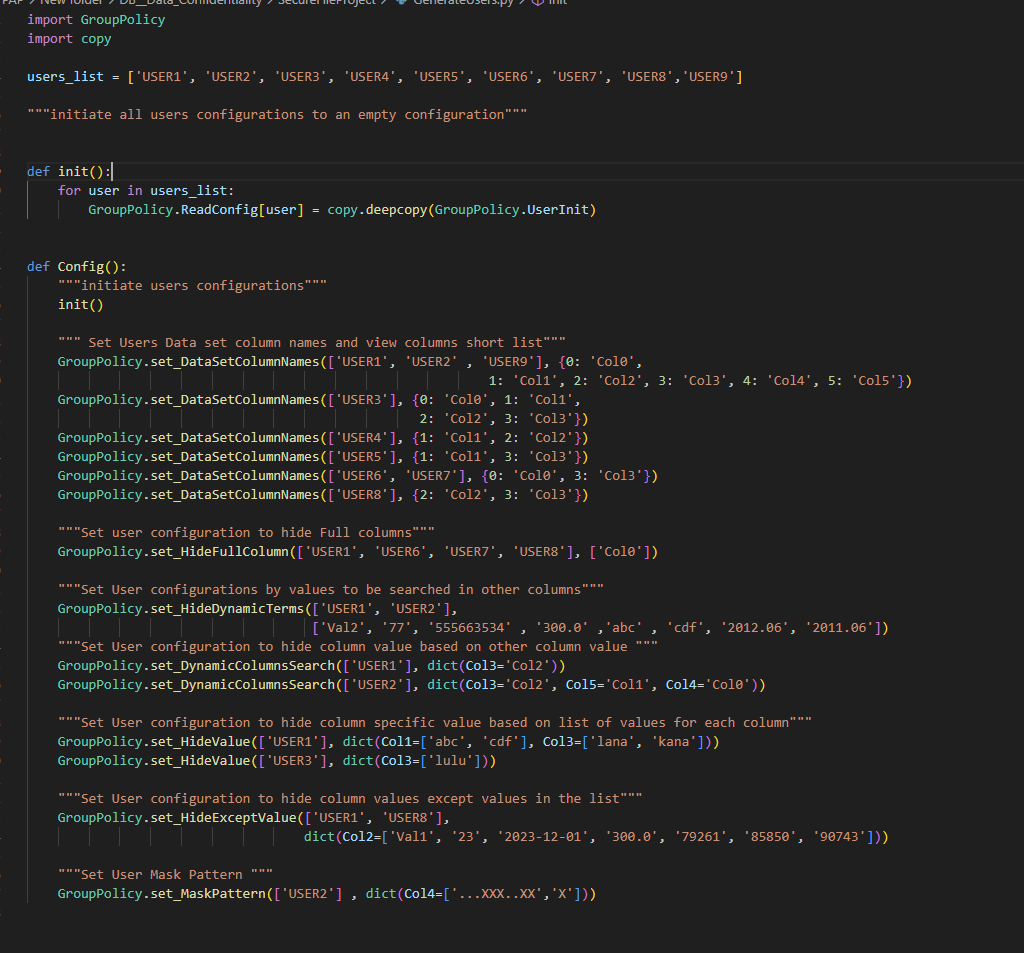 PAP > New folder > DB__Data_Confidentiality > SecureFileProject > GenerateUsers.py > init
import GroupPolicy
import copy
users_list = ['USER1', 'USER2', 'USER3', 'USER4', 'USER5', 'USER6', 'USER7', 'USER8','USER9']
"""initiate all users configurations to an empty configuration"""
def init():
    for user in users_list:
        GroupPolicy.ReadConfig[user] = copy.deepcopy(GroupPolicy.UserInit)
def Config():
    """initiate users configurations"""
    init()
    """ Set Users Data set column names and view columns short list"""
    GroupPolicy.set_DataSetColumnNames(['USER1', 'USER2' , 'USER9'], {0: 'Col0',
                                                            1: 'Col1', 2: 'Col2', 3: 'Col3', 4: 'Col4', 5: 'Col5'})
    GroupPolicy.set_DataSetColumnNames(['USER3'], {0: 'Col0', 1: 'Col1',
                                                   2: 'Col2', 3: 'Col3'})
    GroupPolicy.set_DataSetColumnNames(['USER4'], {1: 'Col1', 2: 'Col2'})
    GroupPolicy.set_DataSetColumnNames(['USER5'], {1: 'Col1', 3: 'Col3'})
    GroupPolicy.set_DataSetColumnNames(['USER6', 'USER7'], {0: 'Col0', 3: 'Col3'})
    GroupPolicy.set_DataSetColumnNames(['USER8'], {2: 'Col2', 3: 'Col3'})
    """Set user configuration to hide Full columns"""
    GroupPolicy.set_HideFullColumn(['USER1', 'USER6', 'USER7', 'USER8'], ['Col0'])
    """Set User configurations by values to be searched in other columns"""
    GroupPolicy.set_HideDynamicTerms(['USER1', 'USER2'],
                                     ['Val2', '77', '555663534' , '300.0' ,'abc' , 'cdf', '2012.06', '2011.06'])
    """Set User configuration to hide column value based on other column value """
    GroupPolicy.set_DynamicColumnsSearch(['USER1'], dict(Col3='Col2'))
    GroupPolicy.set_DynamicColumnsSearch(['USER2'], dict(Col3='Col2', Col5='Col1', Col4='Col0'))
    """Set User configuration to hide column specific value based on list of values for each column"""
    GroupPolicy.set_HideValue(['USER1'], dict(Col1=['abc', 'cdf'], Col3=['lana', 'kana']))
    GroupPolicy.set_HideValue(['USER3'], dict(Col3=['lulu']))
    """Set User configuration to hide column values except values in the list"""
    GroupPolicy.set_HideExceptValue(['USER1', 'USER8'],
                                    dict(Col2=['Val1', '23', '2023-12-01', '300.0', '79261', '85850', '90743']))
    """Set User Mask Pattern """
    GroupPolicy.set_MaskPattern(['USER2'] , dict(Col4=['...XXX..XX','X']))